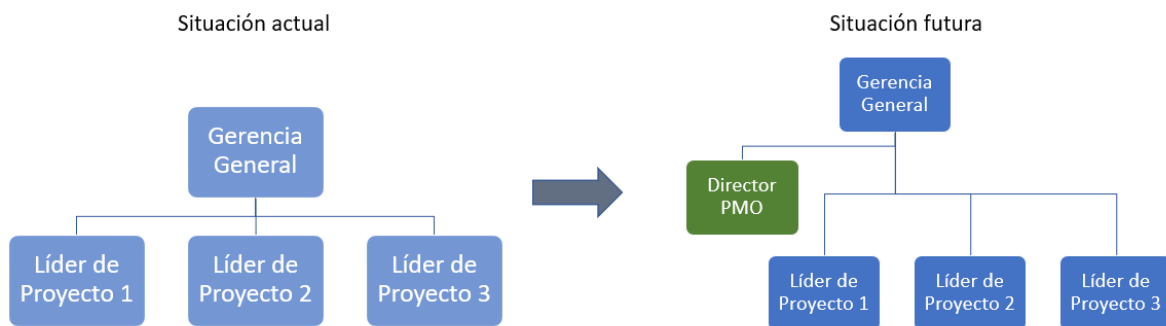 Situación actual
Gerencia
General
Líder de
Proyecto 1
Líder de
Proyecto 2
Líder de
Proyecto 3
Situación futura
Gerencia
General
Director
PMO
Líder de
Proyecto 1
Líder de
Proyecto 2
Líder de
Proyecto 3